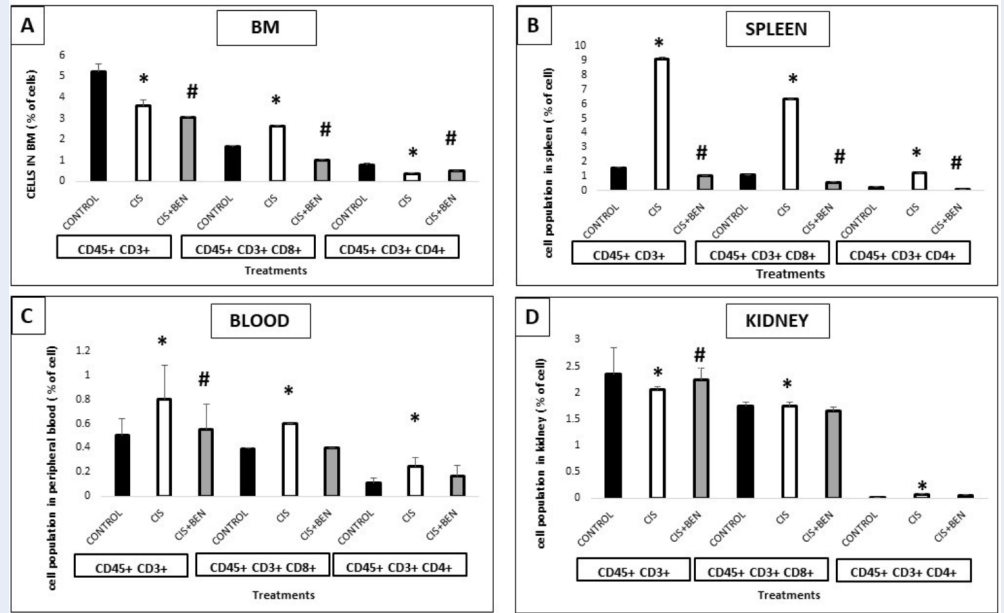 A
BM
CELLS IN BM ( % of cells)
6
5
4
3
2
1
0
* # * # * #
CONTROL CIS CIS+BEN CONTROL CIS CIS+BEN CONTROL CIS CIS+BEN
CD45+ CD3+ CD45+ CD3+ CD8+ CD45+ CD3+ CD4+
Treatments
B
SPLEEN
cell population in spleen ( % of cell)
10
9
8
7
6
5
4
3
2
1
0
* # * # * #
CONTROL CIS CIS+BEN CONTROL CIS CIS+BEN CONTROL CIS CIS+BEN
CD45+ CD3+ CD45+ CD3+ CD8+ CD45+ CD3+ CD4+
Treatments
C
BLOOD
cell population in peripheral blood ( % of cell)
1.2
1
0.8
0.6
0.4
0.2
0
* # * *
CONTROL CIS CIS+BEN CONTROL CIS CIS+BEN CONTROL CIS CIS+BEN
CD45+ CD3+ CD45+ CD3+ CD8+ CD45+ CD3+ CD4+
Treatments
D
KIDNEY
cell population in kidney ( % of cell)
3
2.5
2
1.5
1
0.5
0
* # * *
CONTROL CIS CIS+BEN CONTROL CIS CIS+BEN CONTROL CIS CIS+BEN
CD45+ CD3+ CD45+ CD3+ CD8+ CD45+ CD3+ CD4+
Treatments